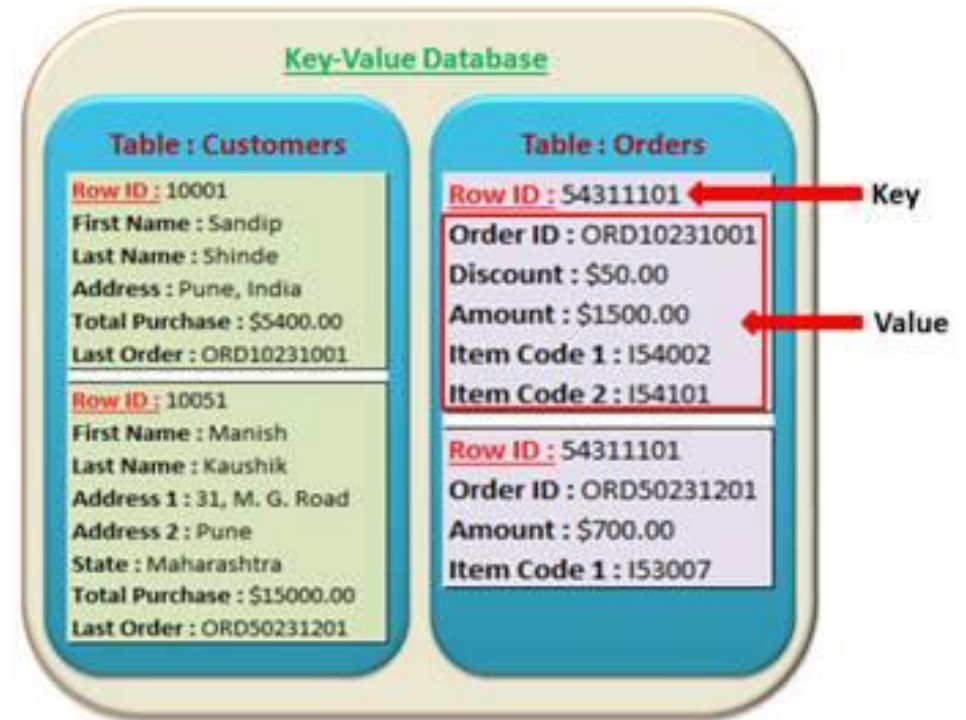 Key-Value Database
Table : Customers
Row ID : 10001
First Name : Sandip
Last Name : Shinde
Address : Pune, India
Total Purchase : $5400.00
Last Order : ORD10231001
Row ID : 10051
First Name : Manish
Last Name : Kaushik
Address 1 : 31, M. G. Road
Address 2 : Pune
State : Maharashtra
Total Purchase : $15000.00
Last Order : ORD50231201
Table : Orders
Row ID : 54311101
Order ID : ORD10231001
Discount : $50.00
Amount : $1500.00
Item Code 1 : I54002
Item Code 2 : I54101
Row ID : 54311101
Order ID : ORD50231201
Amount : $700.00
Item Code 1 : I53007
Key
Value